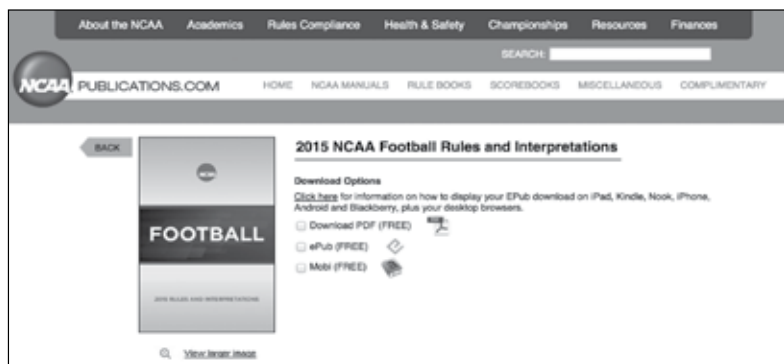 About the NCAA Academics Rules Compliance Health & Safety Championships Resources Finances
SEARCH:
NCAA PUBLICATIONS.COM HOME NCAA MANUALS RULE BOOKS SCOREBOOKS MISCELLANEOUS COMPLIMENTARY
BACK
2015 NCAA Football Rules and Interpretations
Download Options
Click here for information on how to display your EPub download on iPad, Kindle, Nook, iPhone,
Android and Blackberry, plus your desktop browsers.
Download PDF (FREE)
ePub (FREE)
Mobi (FREE)
FOOTBALL
2015 RULES AND INTERPRETATIONS
View larger image